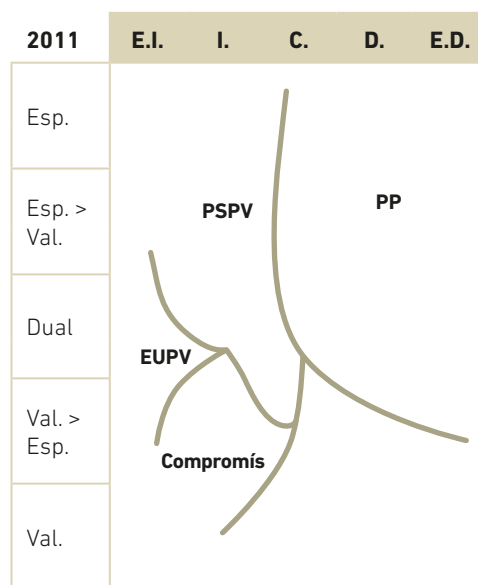 2011 E.I. I. C. D. E.D.
Esp.
PP
PSPV
Esp. >
Val.
Dual
EUPV
Val. >
Esp.
Compromís
Val.